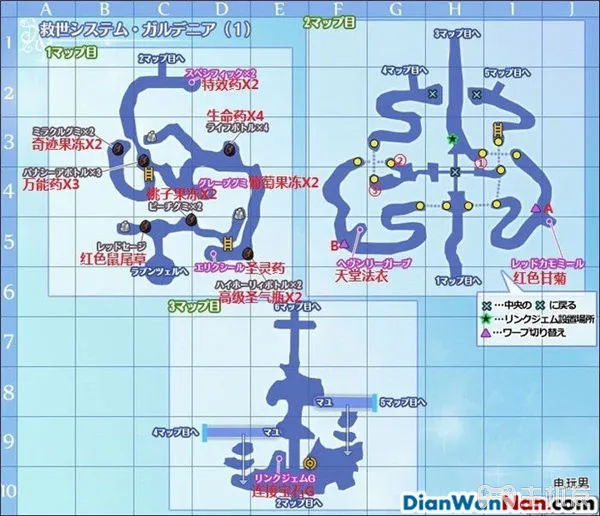 A B C D E F G H I J
1
2
3
4
5
6
7
8
9
10
救世システム・ガルデニア（1）
1マップ目
2マップ目へ
スペシフィック×2
特效药X2
生命药X4
ライフボトル×4
ミラクルグミ×2
奇迹果冻X2
パナシーアボトル×3
万能药X3
グレープグミ
葡萄果冻X2
桃子果冻X2
ピーチグミ×2
レッドセージ
红色鼠尾草
ラプンツェルへ
エリクシール
圣灵药
ハイホーリィボトル×2
高级圣气瓶X2
2マップ目
3マップ目へ
4マップ目へ
5マップ目へ
①
②
③
A
B
ヘヴンリーガーブ
天堂法衣
レッドカモミール
红色甘菊
1マップ目へ
…中央の に戻る
…リンクジェム設置場所
…ワープ切り替え
3マップ目
6マップ目へ
マユ
5マップ目へ
4マップ目へ
マユ
リンクジェムG
连接宝石G
2マップ目へ
电玩男
DianWanNan.com